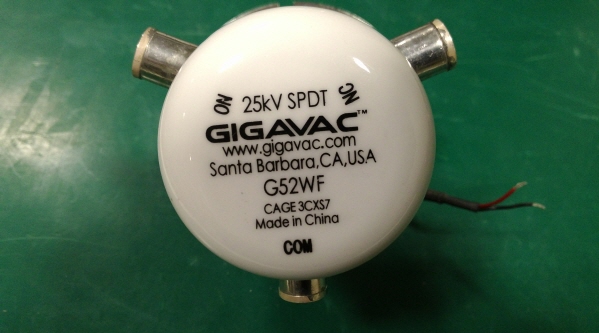 NO 25kV SPDT NC
GIGAVAC™
www.gigavac.com
Santa Barbara,CA,USA
G52WF
CAGE 3CXS7
Made in China
COM